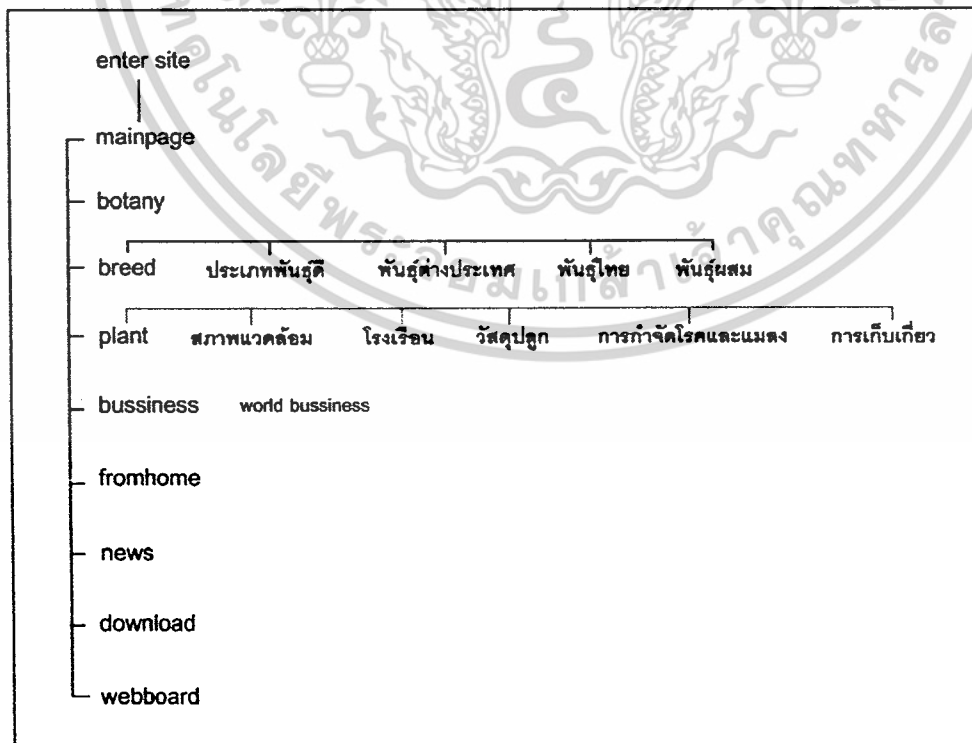 enter site
mainpage
botany
breed ประเภทพันธุ์ดี พันธุ์ต่างประเทศ พันธุ์ไทย พันธุ์ผสม
plant สภาพแวดล้อม โรงเรือน วัสดุปลูก การกำจัดโรคและแมลง การเก็บเกี่ยว
bussiness world bussiness
fromhome
news
download
webboard